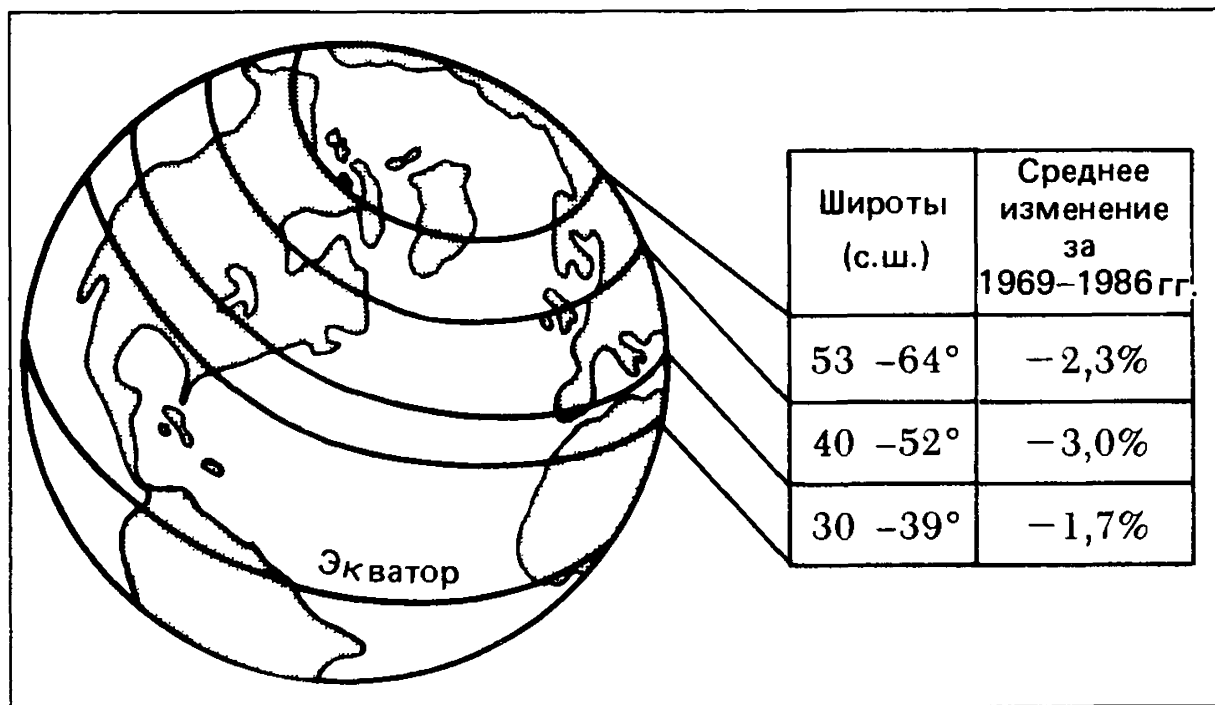 Широты
(с.ш.)
Среднее
изменение
за
1969–1986 гг.
53 –64°
−2,3%
40 –52°
−3,0%
30 –39°
−1,7%
Экватор